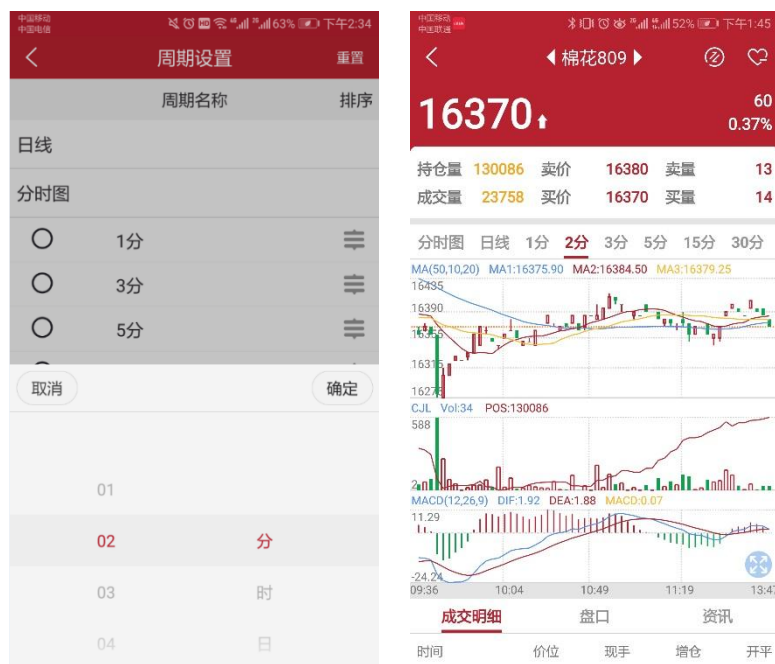 中国移动
中国电信
63%
下午2:34
周期设置
重置
周期名称
排序
日线
分时图
1分
3分
5分
取消
确定
01
02 分
03 时
04 日
中国移动
中国联通
52%
下午1:45
棉花809
16370
60
0.37%
持仓量 130086 卖价 16380 卖量 13
成交量 23758 买价 16370 买量 14
分时图 日线 1分 2分 3分 5分 15分 30分
MA(50,10,20) MA1:16375.90 MA2:16384.50 MA3:16379.25
16435
16390
CJL Vol:34 POS:130086
588
MACD(12,26,9) DIF:1.92 DEA:1.88 MACD:0.07
11.29
-24.24
09:36 10:04 10:49 11:19 13:47
成交明细 盘口 资讯
时间 价位 现手 增仓 开平